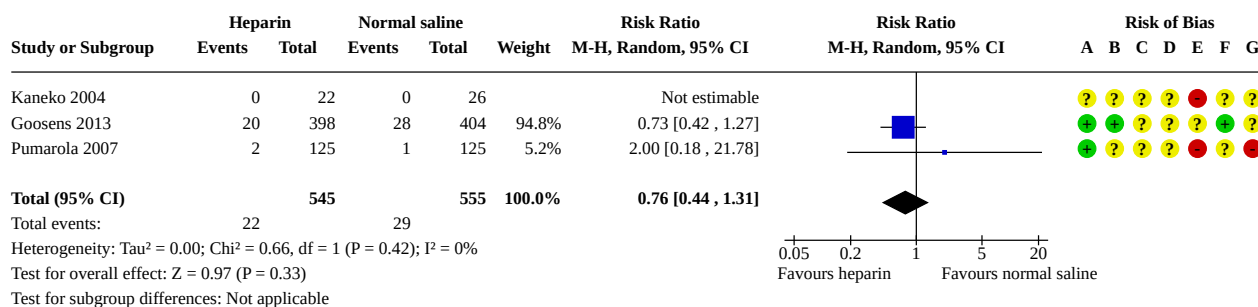 Heparin Normal saline Risk Ratio Risk Ratio Risk of Bias
Study or Subgroup Events Total Events Total Weight M-H, Random, 95% CI M-H, Random, 95% CI A B C D E F G
Kaneko 2004 0 22 0 26 Not estimable ? ? ? ? - ? ?
Goosens 2013 20 398 28 404 94.8% 0.73 [0.42 , 1.27] + + ? ? ? + ?
Pumarola 2007 2 125 1 125 5.2% 2.00 [0.18 , 21.78] + ? ? ? - ? -
Total (95% CI) 545 555 100.0% 0.76 [0.44 , 1.31]
Total events: 22 29
Heterogeneity: Tau² = 0.00; Chi² = 0.66, df = 1 (P = 0.42); I² = 0% 0.05 0.2 1 5 20
Test for overall effect: Z = 0.97 (P = 0.33) Favours heparin Favours normal saline
Test for subgroup differences: Not applicable